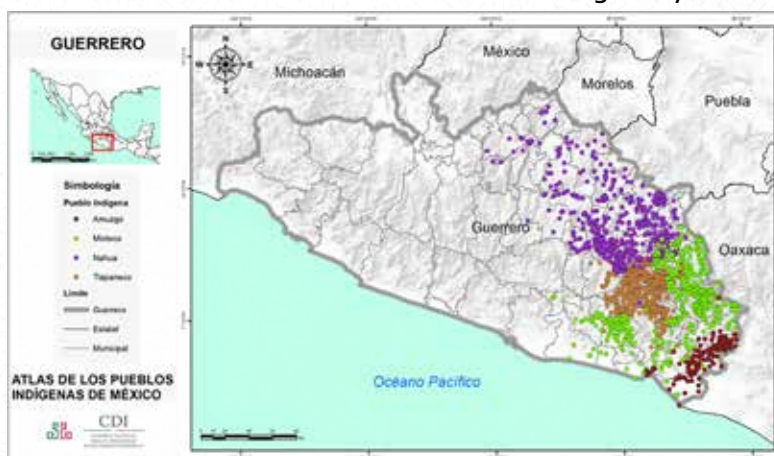 GUERRERO
Simbología
Pueblo Indígena
Amuzgo
Mixteco
Nahua
Tlapaneco
Límite
Guerrero
Estatal
Municipal
ATLAS DE LOS PUEBLOS
INDÍGENAS DE MÉXICO
CDI
N
W
E
S
Michoacán
México
Morelos
Puebla
Guerrero
Oaxaca
Océano Pacífico